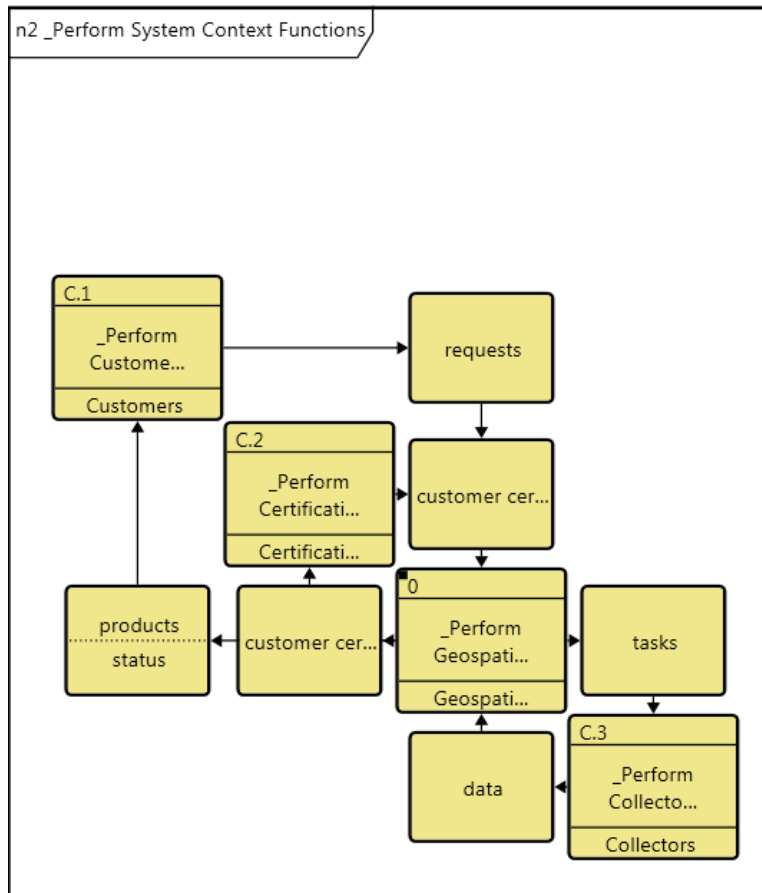 n2 _Perform System Context Functions
C.1
_Perform
Custome...
Customers
requests
C.2
_Perform
Certificati...
Certificati...
customer cer...
products
status
customer cer...
0
_Perform
Geospati...
Geospati...
tasks
data
C.3
_Perform
Collecto...
Collectors